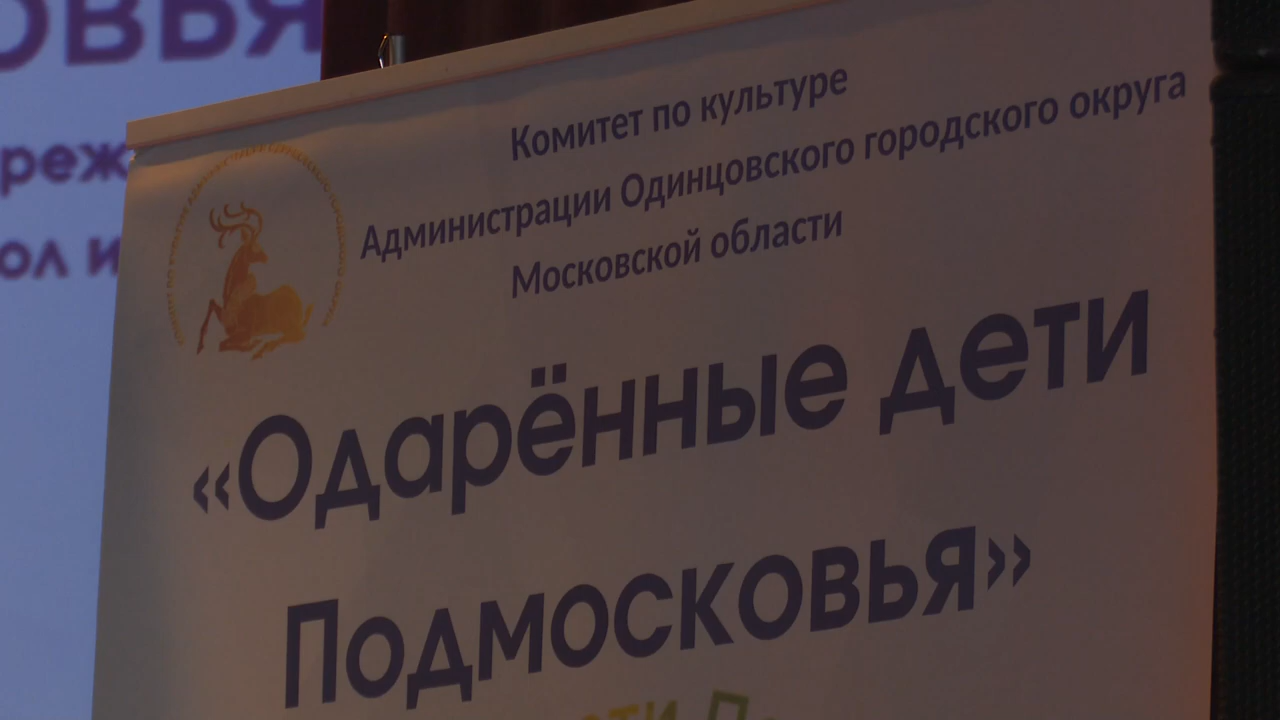 Комитет по культуре
Администрации Одинцовского городского округа
Московской области
«Одарённые дети
Подмосковья»